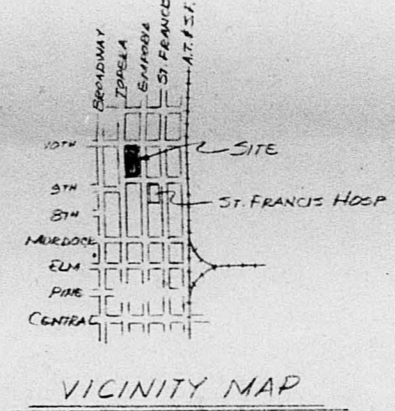 BROADWAY
TOPEKA
EMPORIA
ST. FRANCIS
A.T. & S.F.
10TH
SITE
9TH
ST. FRANCIS HOSP
8TH
MURDOCK
ELM
PINE
CENTRAL
VICINITY MAP